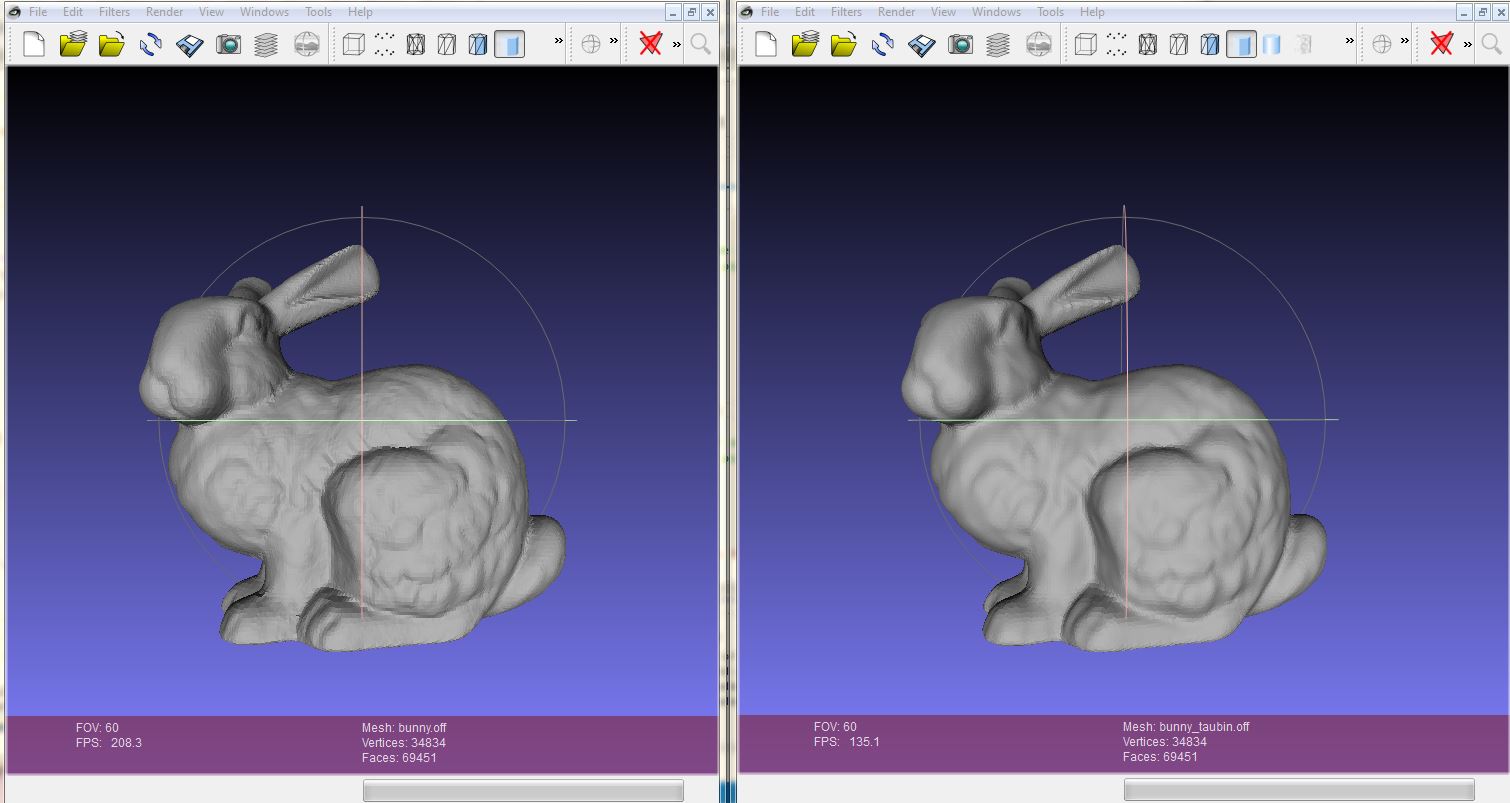 File Edit Filters Render View Windows Tools Help
FOV: 60
FPS: 208.3
Mesh: bunny.off
Vertices: 34834
Faces: 69451
File Edit Filters Render View Windows Tools Help
FOV: 60
FPS: 135.1
Mesh: bunny_taubin.off
Vertices: 34834
Faces: 69451